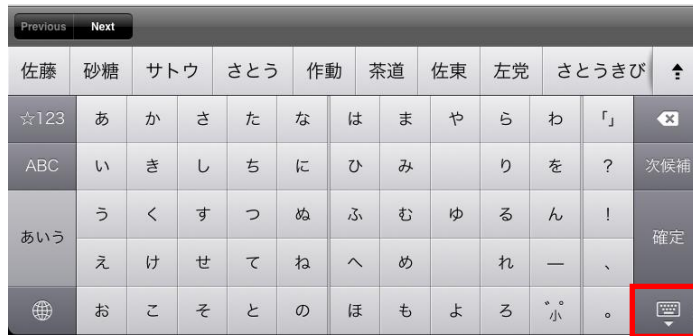 Previous Next
佐藤 砂糖 サトウ さとう 作動 茶道 佐東 左党 さとうきび
☆123 あ か さ た な は ま や ら わ 「」
ABC い き し ち に ひ み り を ? 次候補
あいう う く す つ ぬ ふ む ゆ る ん ! 確定
え け せ て ね へ め れ ー 、
お こ そ と の ほ も よ ろ ゛゜小 。